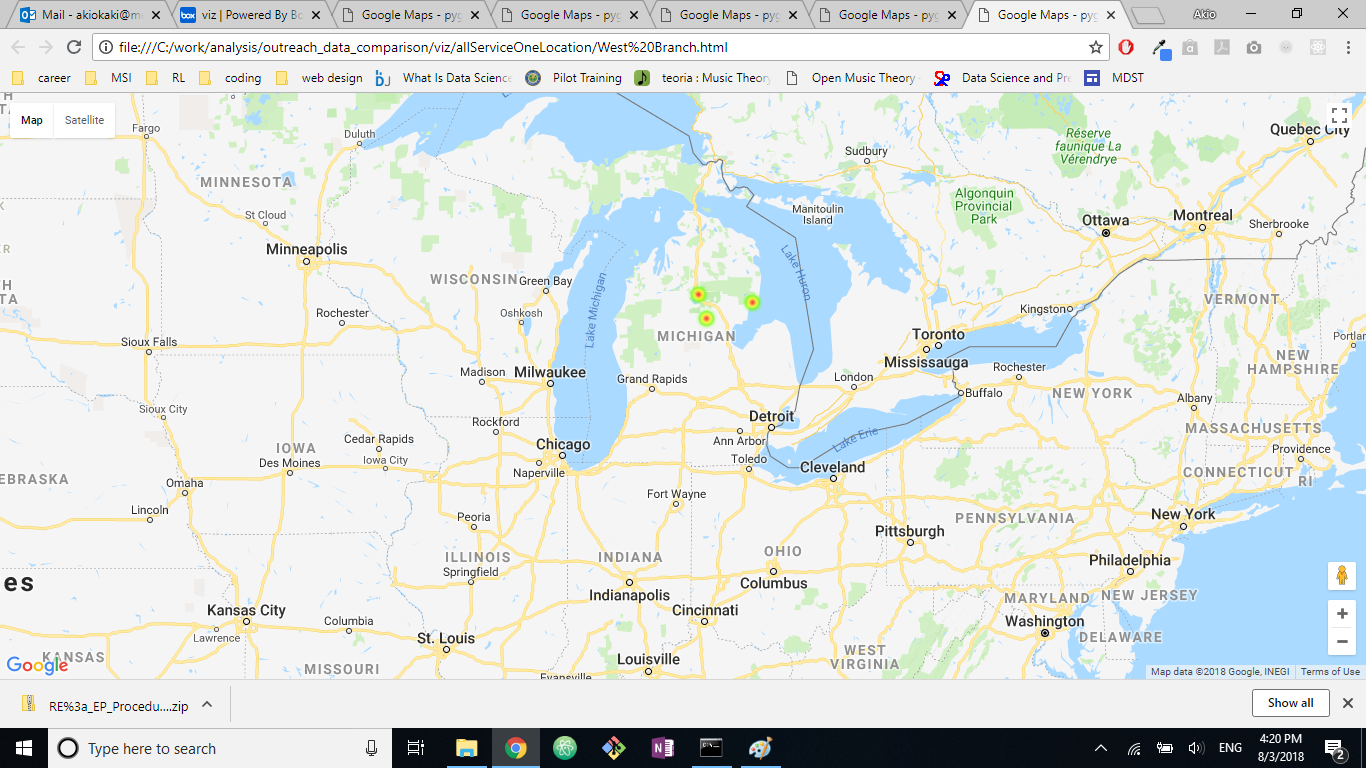 Mail - akiokaki@me
viz | Powered By Bo
Google Maps - pyg
Google Maps - pyg
Google Maps - pyg
Google Maps - pyg
Google Maps - pyg
Akio
file:///C:/work/analysis/outreach_data_comparison/viz/allServiceOneLocation/West%20Branch.html
career MSI RL coding web design What Is Data Science Pilot Training teoria : Music Theory Open Music Theory Data Science and Pre MDST
Map Satellite
Fargo
Duluth
Quebec City
Réserve
faunique La
Vérendrye
Sudbury
MINNESOTA
Algonquin
Provincial
Park
Manitoulin
Island
St Cloud
Ottawa
Montreal
Sherbrooke
Minneapolis
WISCONSIN
Green Bay
Lake Michigan
Lake Huron
VERMONT
Rochester
Oshkosh
Kingston
MICHIGAN
Toronto
Sioux Falls
Mississauga
Portlan
NEW
HAMPSHIRE
Madison
Milwaukee
Grand Rapids
London
Rochester
Buffalo
NEW YORK
Albany
Sioux City
Rockford
Detroit
MASSACHUSETTS
IOWA
Cedar Rapids
Chicago
Ann Arbor
Lake Erie
Des Moines
Iowa City
Naperville
Toledo
Cleveland
Providence
CONNECTICUT
RI
EBRASKA
Omaha
Fort Wayne
Lincoln
Peoria
New York
PENNSYLVANIA
Pittsburgh
ILLINOIS
INDIANA
OHIO
Philadelphia
Springfield
Columbus
es
Indianapolis
MARYLAND
NEW JERSEY
Kansas City
Cincinnati
Columbia
Washington
Lawrence
St. Louis
DELAWARE
KANSAS
MISSOURI
Louisville
WEST
VIRGINIA
Evansville
Google
Map data ©2018 Google, INEGI Terms of Use
RE%3a_EP_Procedu....zip
Show all
Type here to search
ENG
4:20 PM
8/3/2018
2